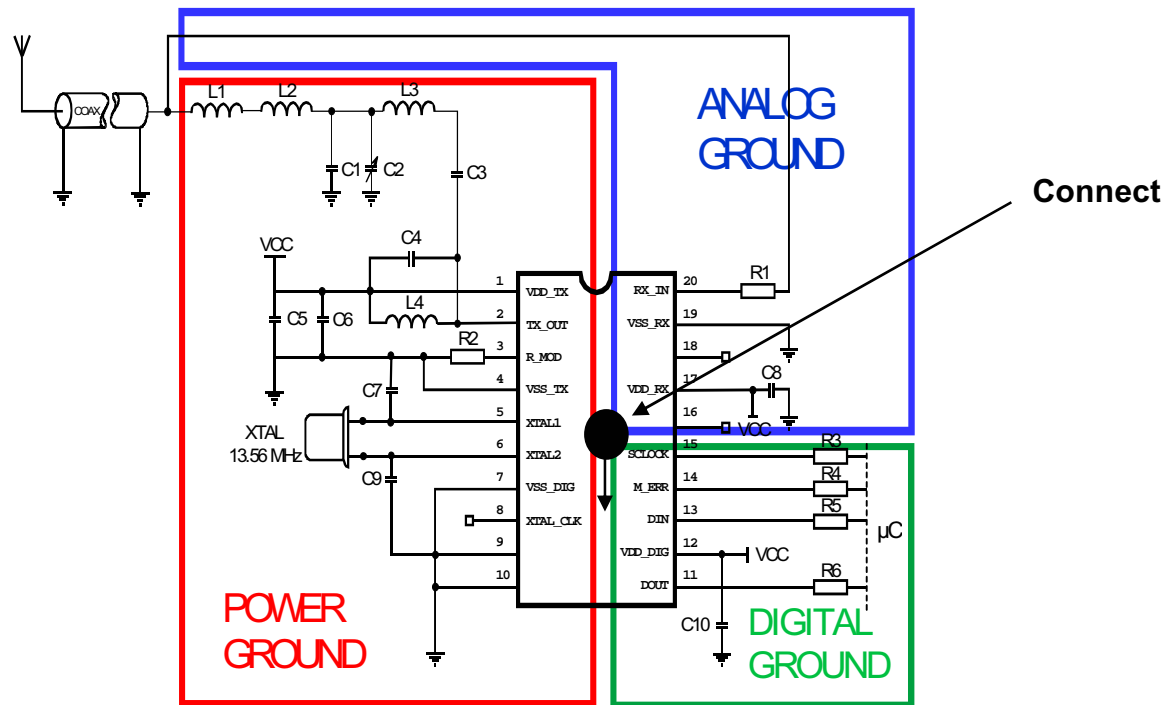 COAX
L1
L2
L3
ANALOG
GROUND
Connect
C1
C2
C3
VCC
C4
C5
C6
L4
R2
C7
XTAL
13.56 MHz
C9
1
VDD_TX
2
TX_OUT
3
R_MOD
4
VSS_TX
5
XTAL1
6
XTAL2
7
VSS_DIG
8
XTAL_CLK
9
10
RX_IN
20
R1
VSS_RX
19
18
VDD_RX
17
C8
16
VCC
SCLOCK
15
R3
M_ERR
14
R4
DIN
13
R5
µC
VDD_DIG
12
VCC
DOUT
11
R6
C10
POWER
GROUND
DIGITAL
GROUND